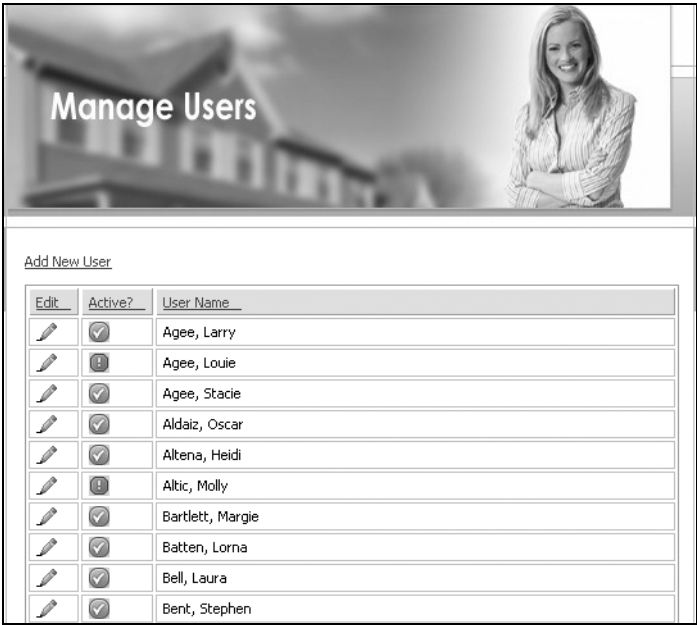 Manage Users
Add New User
Edit Active? User Name
Agee, Larry
Agee, Louie
Agee, Stacie
Aldaiz, Oscar
Altena, Heidi
Altic, Molly
Bartlett, Margie
Batten, Lorna
Bell, Laura
Bent, Stephen